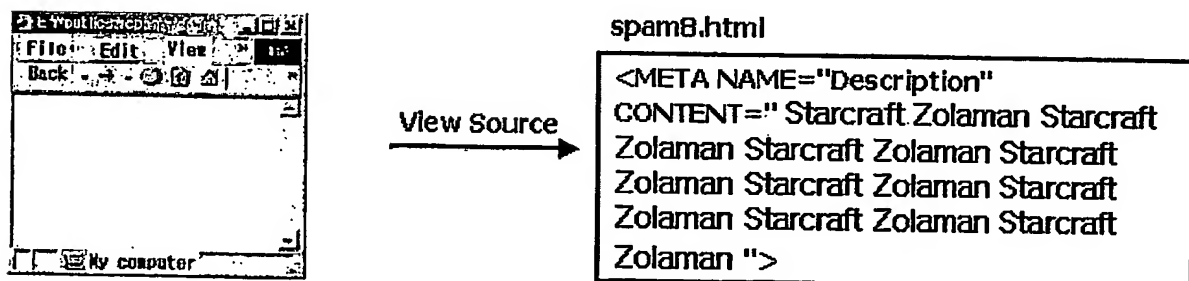 File Edit View
Back
My computer
View Source
spam8.html
<META NAME="Description"
CONTENT=" Starcraft Zolaman Starcraft
Zolaman Starcraft Zolaman Starcraft
Zolaman Starcraft Zolaman Starcraft
Zolaman Starcraft Zolaman Starcraft
Zolaman ">